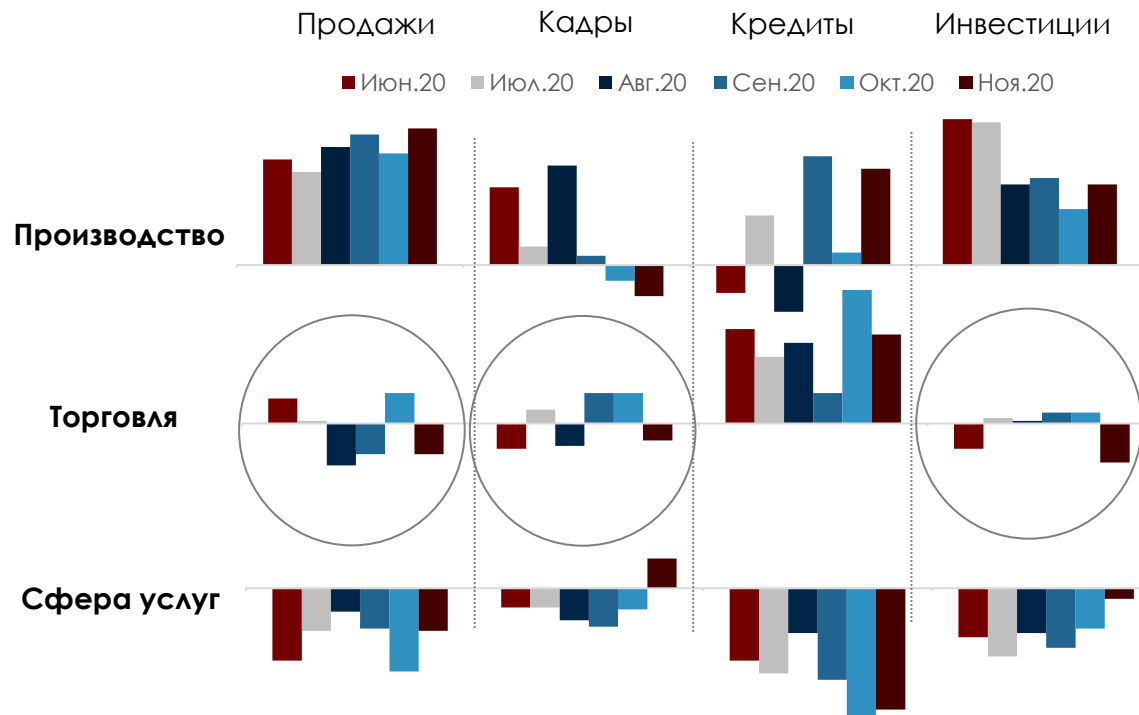 Продажи Кадры Кредиты Инвестиции
Июн.20 Июл.20 Авг.20 Сен.20 Окт.20 Ноя.20
Производство
Торговля
Сфера услуг